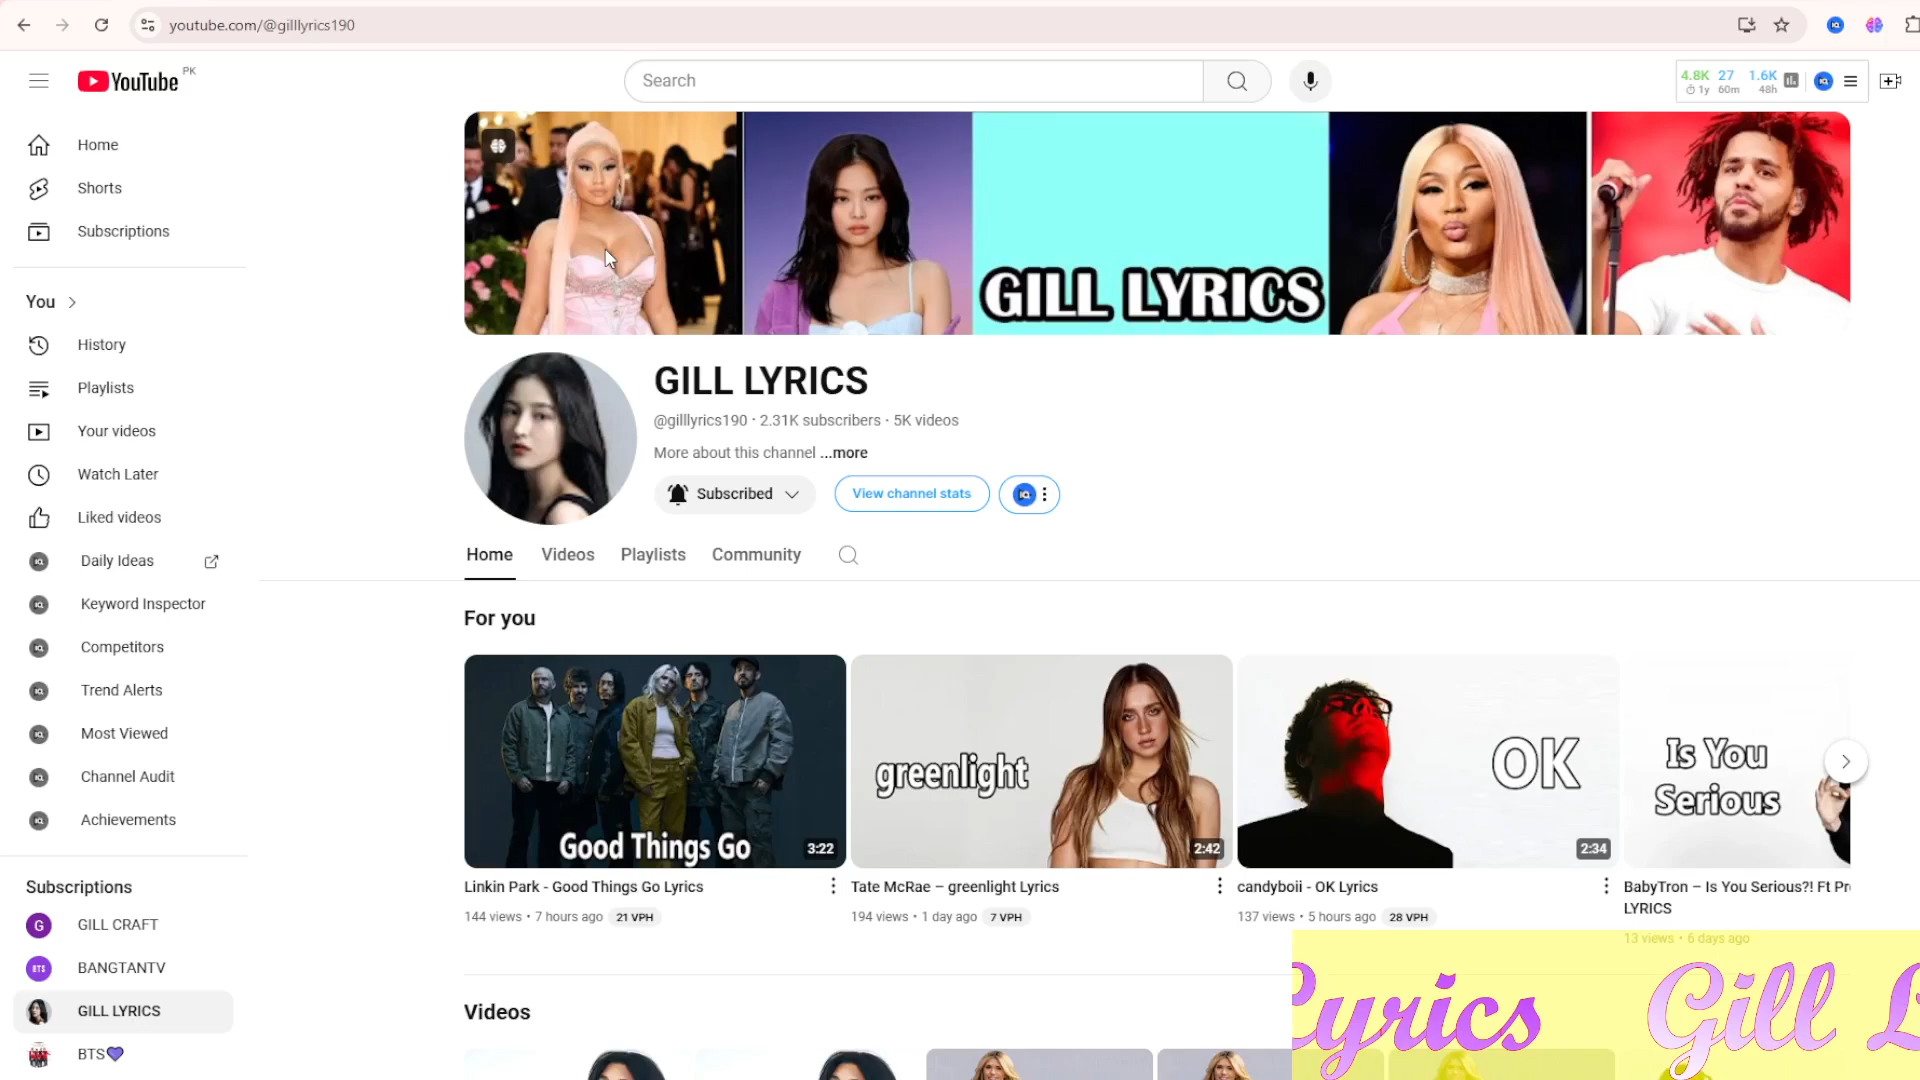 youtube.com/@gilllyrics190
YouTube PK
Search
4.8K 27 1.6K
1y 60m 48h
Home
Shorts
Subscriptions
You
History
Playlists
Your videos
Watch Later
Liked videos
Daily Ideas
Keyword Inspector
Competitors
Trend Alerts
Most Viewed
Channel Audit
Achievements
Subscriptions
G GILL CRAFT
BTS BANGTANTV
GILL LYRICS
BTS💜
GILL LYRICS
GILL LYRICS
@gilllyrics190 • 2.31K subscribers • 5K videos
More about this channel ...more
Subscribed View channel stats
Home Videos Playlists Community
For you
Good Things Go 3:22
Linkin Park - Good Things Go Lyrics
144 views • 7 hours ago 21 VPH
greenlight 2:42
Tate McRae – greenlight Lyrics
194 views • 1 day ago 7 VPH
OK 2:34
candyboii - OK Lyrics
137 views • 5 hours ago 28 VPH
Is You
Serious
BabyTron – Is You Serious?! Ft
LYRICS
13 views • 6 days ago
Videos
Lyrics Gill